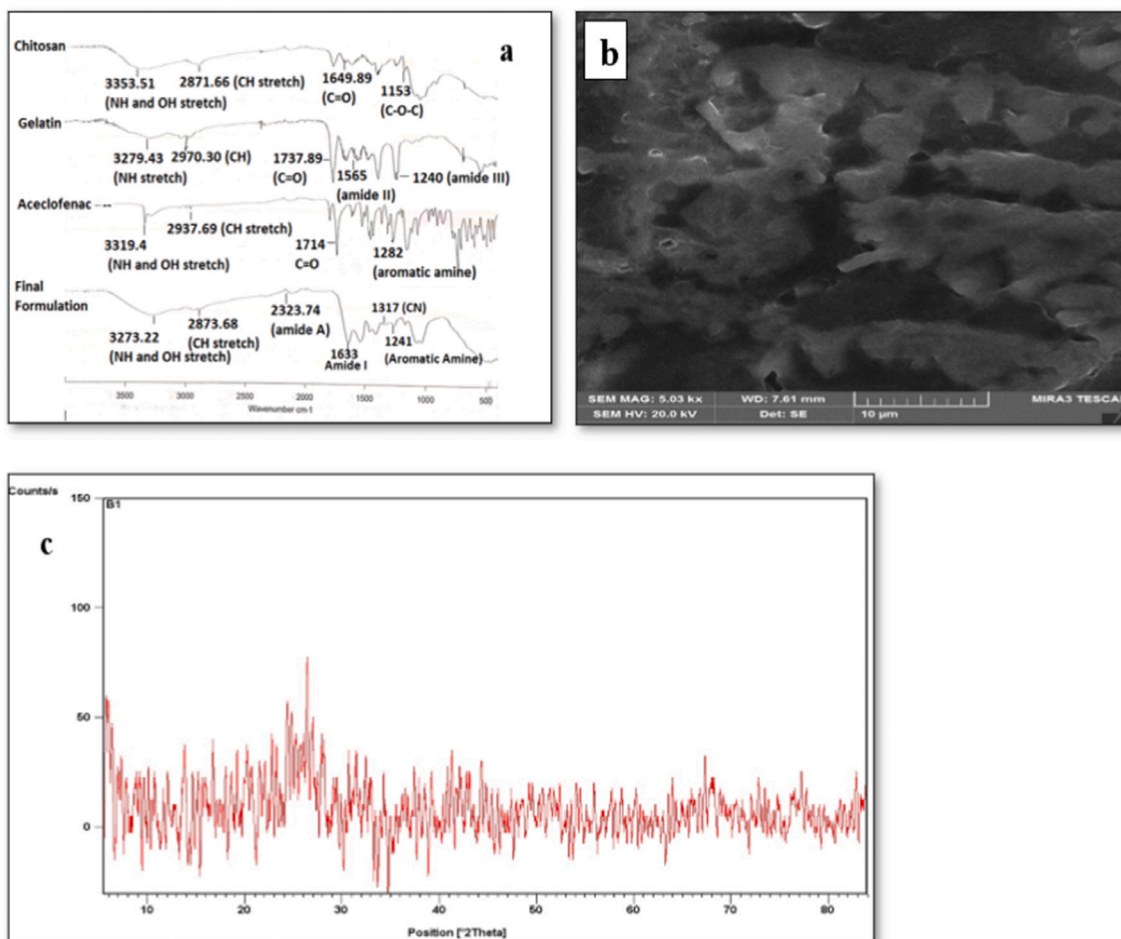 a
Chitosan
3353.51
(NH and OH stretch)
2871.66 (CH stretch)
1649.89
(C=O)
1153
(C-O-C)
Gelatin
3279.43
(NH stretch)
2970.30 (CH)
1737.89
(C=O)
1565
(amide II)
1240 (amide III)
Aceclofenac
3319.4
(NH and OH stretch)
2937.69 (CH stretch)
1714
C=O
1282
(aromatic amine)
Final
Formulation
3273.22
(NH and OH stretch)
2873.68
(CH stretch)
2323.74
(amide A)
1633
Amide I
1317 (CN)
1241
(Aromatic Amine)
3500 3000 2500 2000 1500 1000 500
Wavenumber cm-1
b
SEM MAG: 5.03 kx WD: 7.61 mm MIRA3 TESCA
SEM HV: 20.0 kV Det: SE 10 µm
Counts/s
150
B1
c
100
50
0
10 20 30 40 50 60 70 80
Position [°2Theta]